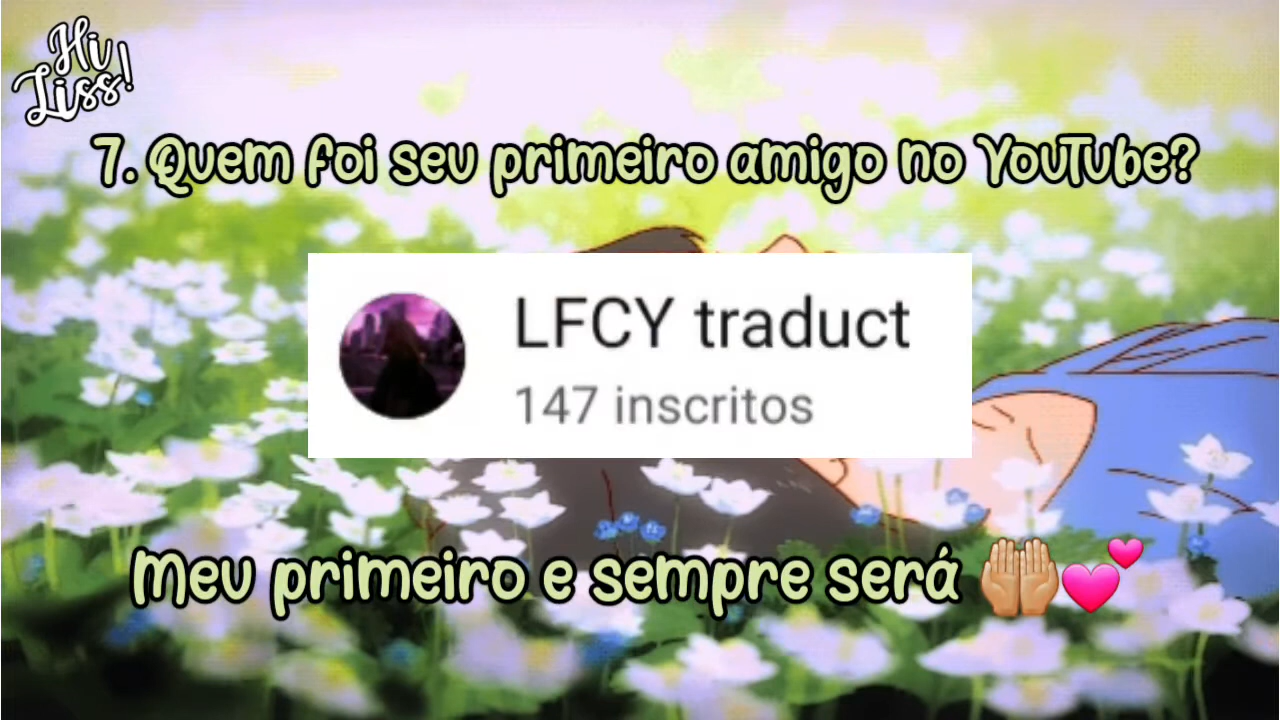 Hi
Liss!
7. Quem foi seu primeiro amigo no YouTube?
LFCY traduct
147 inscritos
Meu primeiro e sempre será 🤲🏼💕